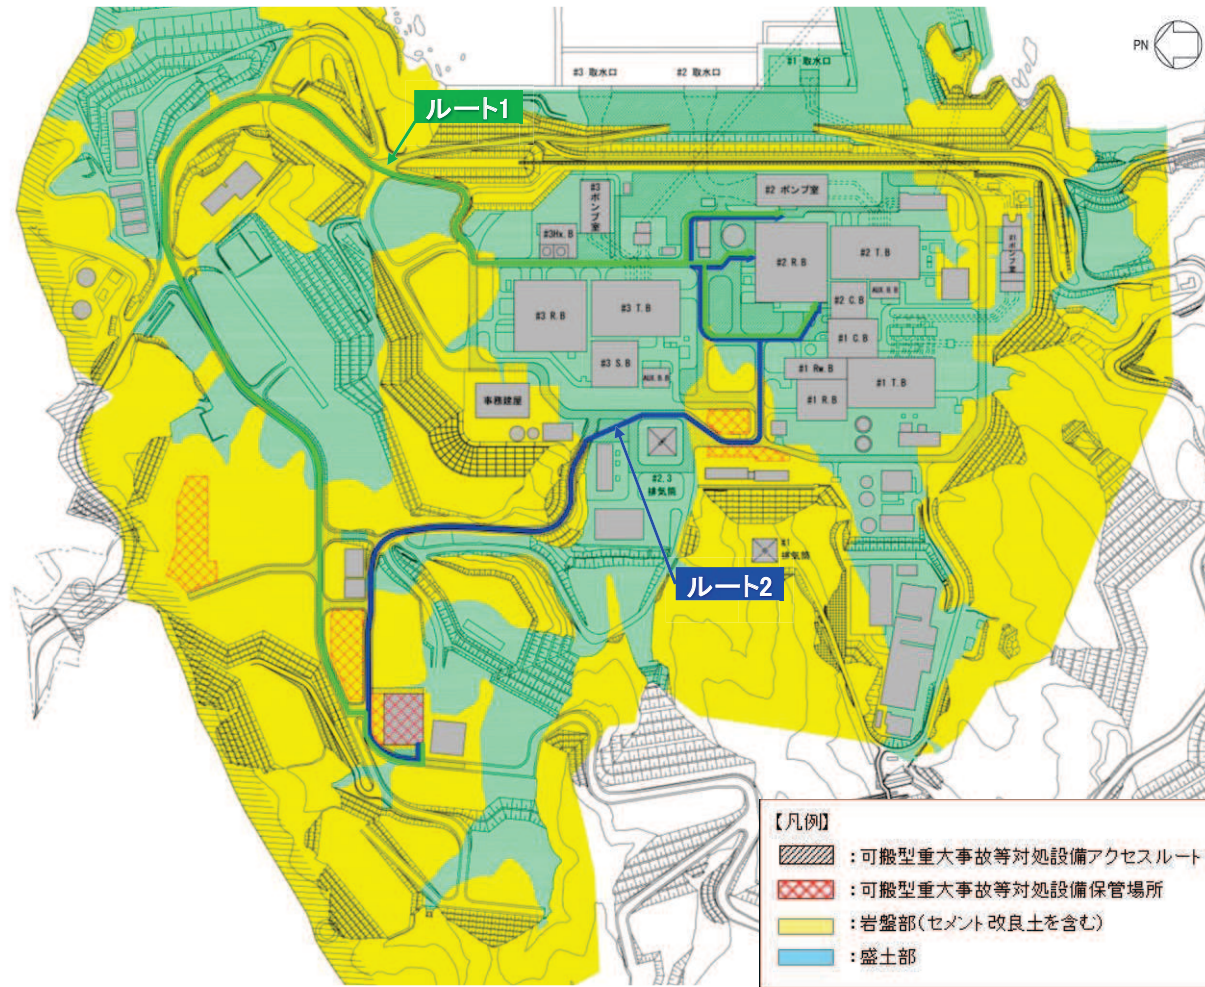 PN
#3 取水口
#2 取水口
#1 取水口
ルート1
#3
ポンプ室
#2 ポンプ室
#3Hx.B
#1
ポンプ室
#2 R.B
#2 T.B
AUX.B.B
#2 C.B
#3 R.B
#3 T.B
#1 C.B
#3 S.B
AUX.B.B
#1 Rw.B
#1 T.B
#1 R.B
事務建屋
#2,3
排気筒
#1
排気筒
ルート2
【凡例】
:可搬型重大事故等対処設備アクセスルート
:可搬型重大事故等対処設備保管場所
:岩盤部(セメント改良土を含む)
:盛土部